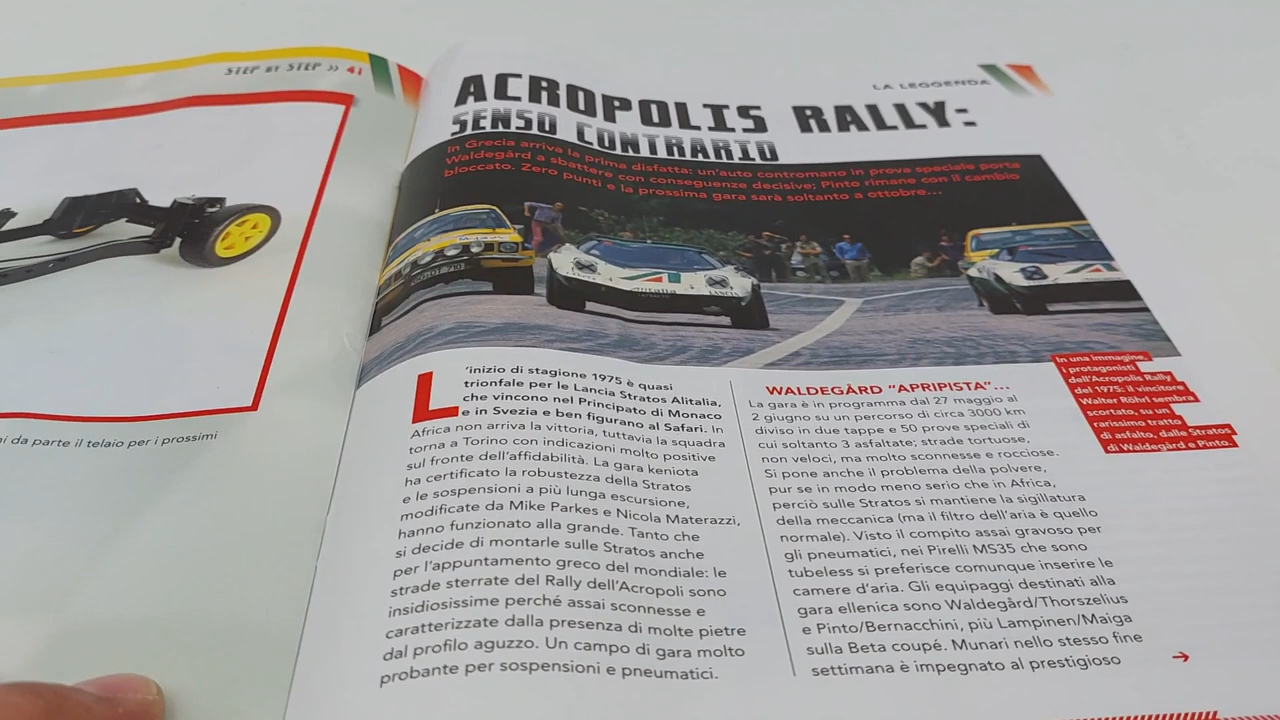 STEP BY STEP » 41
i da parte il telaio per i prossimi
LA LEGGENDA
ACROPOLIS RALLY:
SENSO CONTRARIO
In Grecia arriva la prima disfatta: un'auto contromano in prova speciale porta
Waldegård a sbattere con conseguenze decisive; Pinto rimane con il cambio
bloccato. Zero punti e la prossima gara sarà soltanto a ottobre...
Alitalia
LANCIA
L'inizio di stagione 1975 è quasi
trionfale per le Lancia Stratos Alitalia,
che vincono nel Principato di Monaco
e in Svezia e ben figurano al Safari. In
Africa non arriva la vittoria, tuttavia la squadra
torna a Torino con indicazioni molto positive
sul fronte dell'affidabilità. La gara keniota
ha certificato la robustezza della Stratos
e le sospensioni a più lunga escursione,
modificate da Mike Parkes e Nicola Materazzi,
hanno funzionato alla grande. Tanto che
si decide di montarle sulle Stratos anche
per l'appuntamento greco del mondiale: le
strade sterrate del Rally dell'Acropoli sono
insidiosissime perché assai sconnesse e
caratterizzate dalla presenza di molte pietre
dal profilo aguzzo. Un campo di gara molto
probante per sospensioni e pneumatici.
WALDEGÅRD "APRIPISTA"...
La gara è in programma dal 27 maggio al
2 giugno su un percorso di circa 3000 km
diviso in due tappe e 50 prove speciali di
cui soltanto 3 asfaltate; strade tortuose,
non veloci, ma molto sconnesse e rocciose.
Si pone anche il problema della polvere,
pur se in modo meno serio che in Africa,
perciò sulle Stratos si mantiene la sigillatura
della meccanica (ma il filtro dell'aria è quello
normale). Visto il compito assai gravoso per
gli pneumatici, nei Pirelli MS35 che sono
tubeless si preferisce comunque inserire le
camere d'aria. Gli equipaggi destinati alla
gara ellenica sono Waldegård/Thorszelius
e Pinto/Bernacchini, più Lampinen/Maiga
sulla Beta coupé. Munari nello stesso fine
settimana è impegnato al prestigioso
In una immagine,
i protagonisti
dell'Acropolis Rally
del 1975: il vincitore
Walter Röhrl sembra
scortato, su un
rarissimo tratto
di asfalto, dalle Stratos
di Waldegård e Pinto.